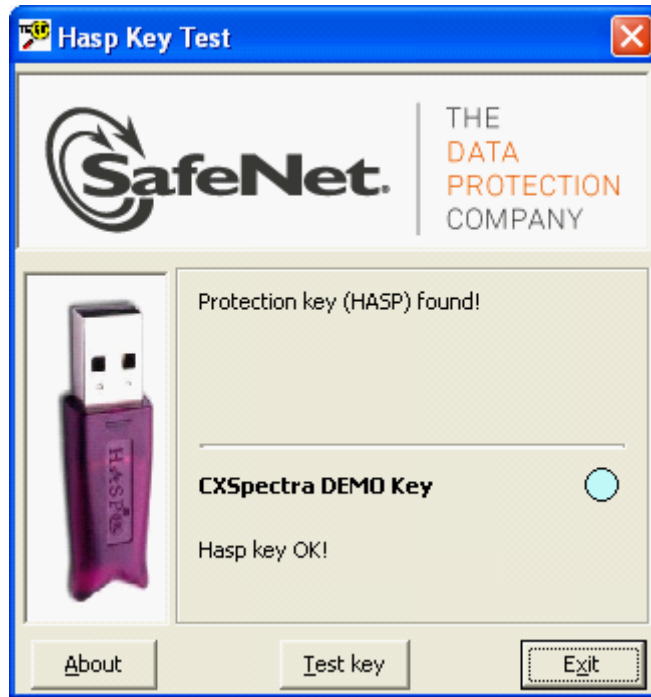 Hasp Key Test
SafeNet.
THE
DATA
PROTECTION
COMPANY
Protection key (HASP) found!
HASP
CXSpectra DEMO Key
Hasp key OK!
About
Test key
Exit